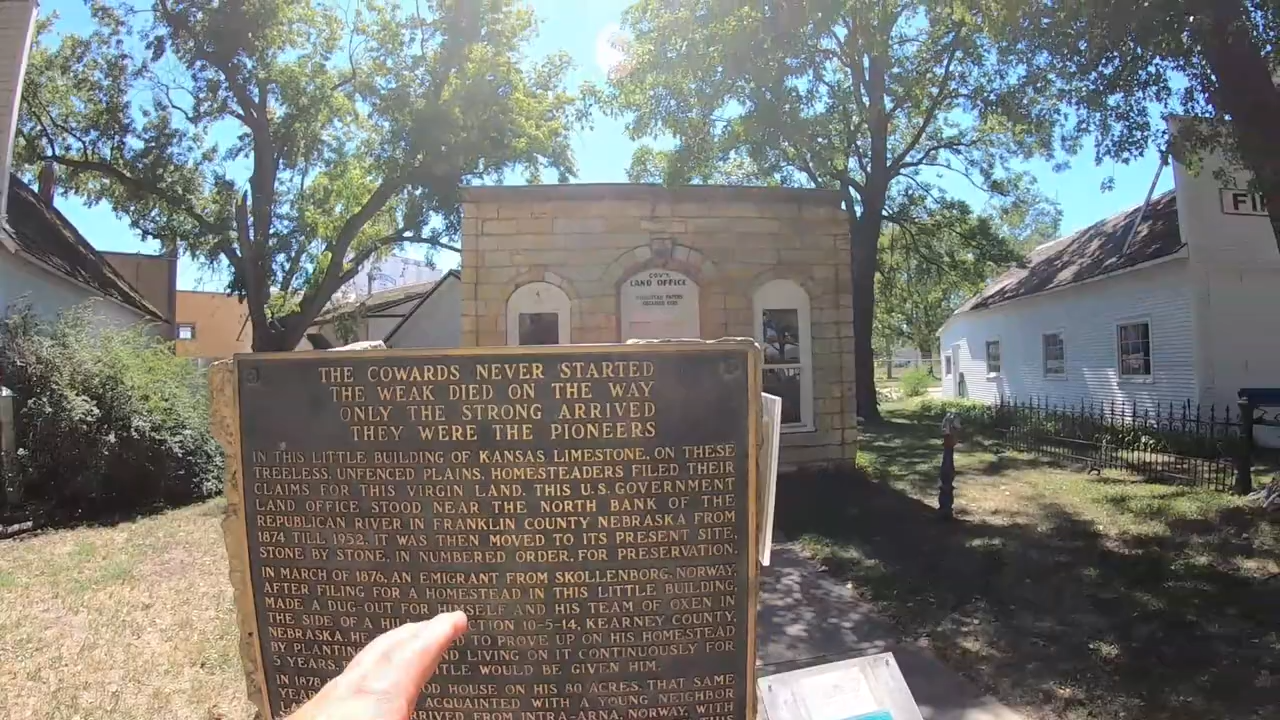 FI
GOV'T.
LAND OFFICE
THE COWARDS NEVER STARTED
THE WEAK DIED ON THE WAY
ONLY THE STRONG ARRIVED
THEY WERE THE PIONEERS
IN THIS LITTLE BUILDING OF KANSAS LIMESTONE, ON THESE
TREELESS, UNFENCED PLAINS, HOMESTEADERS FILED THEIR
CLAIMS FOR THIS VIRGIN LAND. THIS U.S. GOVERNMENT
LAND OFFICE STOOD NEAR THE NORTH BANK OF THE
REPUBLICAN RIVER IN FRANKLIN COUNTY NEBRASKA FROM
1874 TILL 1952, IT WAS THEN MOVED TO ITS PRESENT SITE,
STONE BY STONE, IN NUMBERED ORDER, FOR PRESERVATION.
IN MARCH OF 1876, AN EMIGRANT FROM SKOLLENBORG, NORWAY,
AFTER FILING FOR A HOMESTEAD IN THIS LITTLE BUILDING,
MADE A DUG-OUT FOR HIMSELF AND HIS TEAM OF OXEN IN
THE SIDE OF A HILL CTION 10-5-14, KEARNEY COUNTY,
NEBRASKA. HE D TO PROVE UP ON HIS HOMESTEAD
BY PLANTING ND LIVING ON IT CONTINUOUSLY FOR
5 YEARS, TLE WOULD BE GIVEN HIM.
IN 1878 OD HOUSE ON HIS 80 ACRES. THAT SAME
YEAR ACQUAINTED WITH A YOUNG NEIGHBOR
RRIVED FROM INTRA-ARNA, NORWAY, WITH
THIS